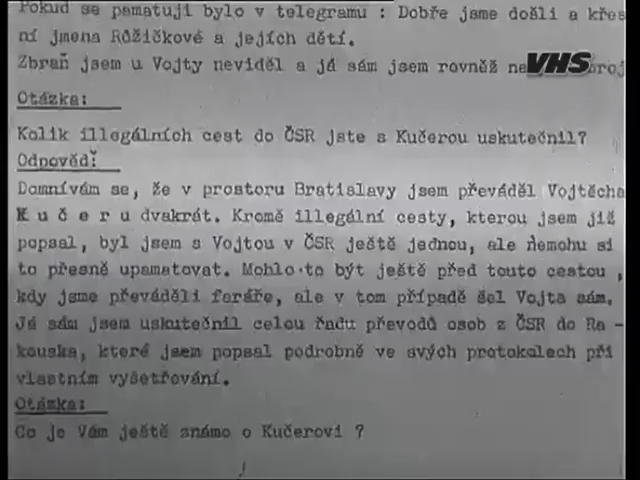 Pokud se pamatuji bylo v telegramu : Dobře jsme došli a křes
ní jmena Růžičkové a jejích dětí.
Zbraň jsem u Vojty neviděl a já sám jsem rovněž ne
VHS
Otázka:
Kolik illegálních cest do ČSR jste s Kučerou uskutečnil?
Odpověď:
Domnívám se, že v prostoru Bratislavy jsem převáděl Vojtěcha
K u č e r u dvakrát. Kromě illegální cesty, kterou jsem již
popsal, byl jsem s Vojtou v ČSR ještě jednou, ale nemohu si
to přesně upamatovat. Mohlo to být ještě před touto cestou ,
kdy jsme převáděli faráře, ale v tom případě šel Vojta sám.
Já sám jsem uskutečnil celou řadu převodů osob z ČSR do Ra -
kouska, které jsem popsal podrobně ve svých protokolech při
vlastním vyšetřování.
Otázka:
Co je Vám ještě známo o Kučerovi ?